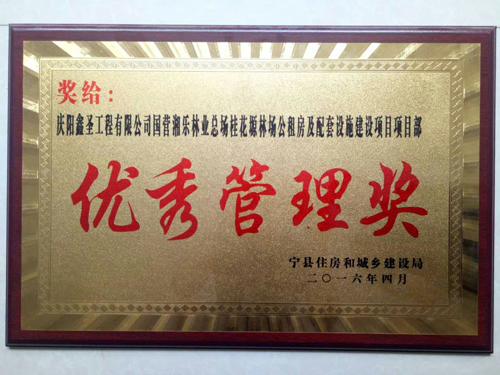 奖给：
庆阳鑫圣工程有限公司国营湘乐林业总场桂花塬林场公租房及配套设施建设项目项目部
优秀管理奖
宁县住房和城乡建设局
二〇一六年四月